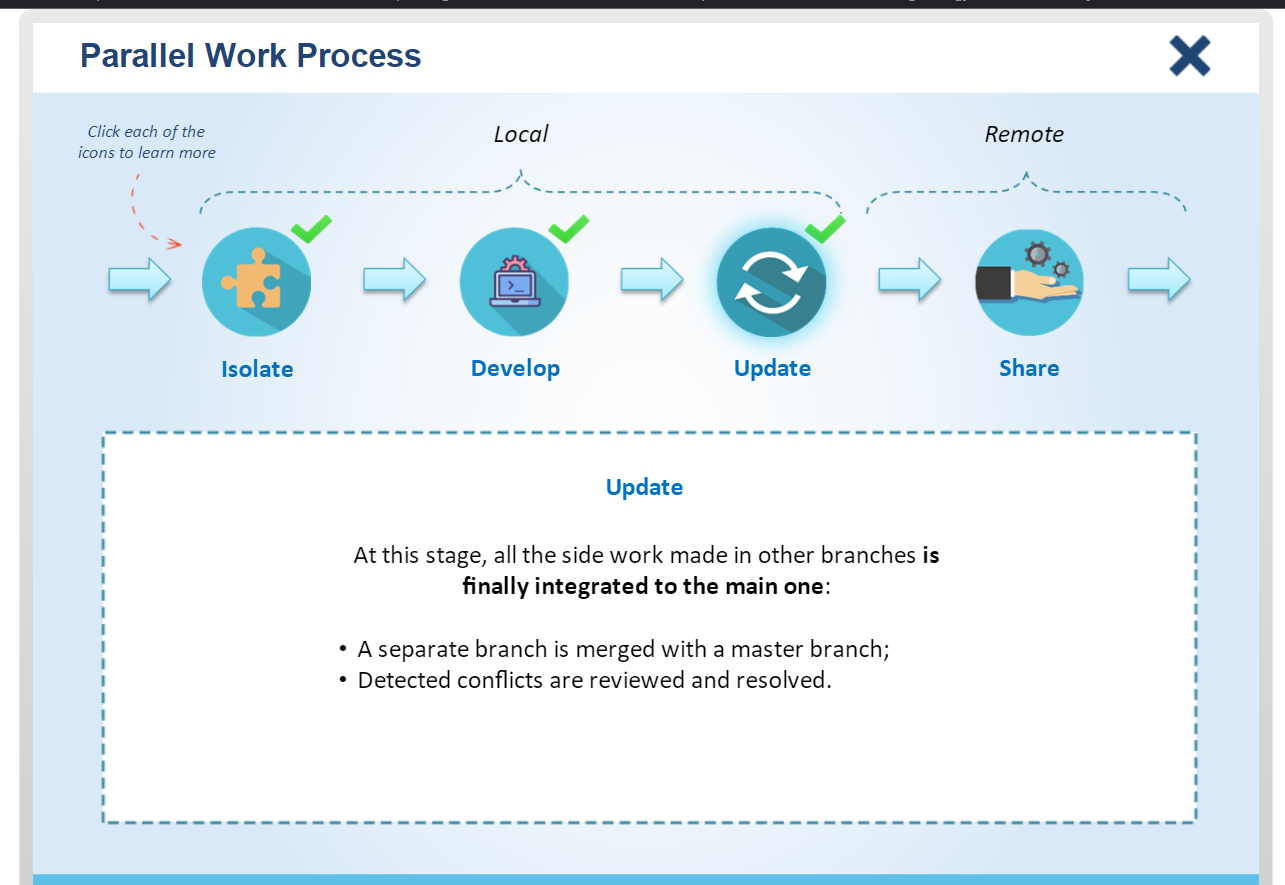 Parallel Work Process
Click each of the
icons to learn more
Local
Remote
Isolate
Develop
Update
Share
Update
At this stage, all the side work made in other branches is
finally integrated to the main one:
• A separate branch is merged with a master branch;
• Detected conflicts are reviewed and resolved.